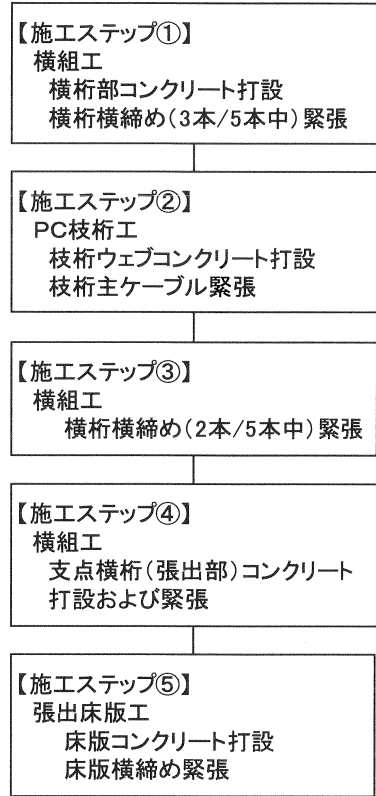 【施工ステップ①】
横組工
横桁部コンクリート打設
横桁横締め（3本/5本中）緊張
【施工ステップ②】
PC枝桁工
枝桁ウェブコンクリート打設
枝桁主ケーブル緊張
【施工ステップ③】
横組工
横桁横締め（2本/5本中）緊張
【施工ステップ④】
横組工
支点横桁（張出部）コンクリート
打設および緊張
【施工ステップ⑤】
張出床版工
床版コンクリート打設
床版横締め緊張